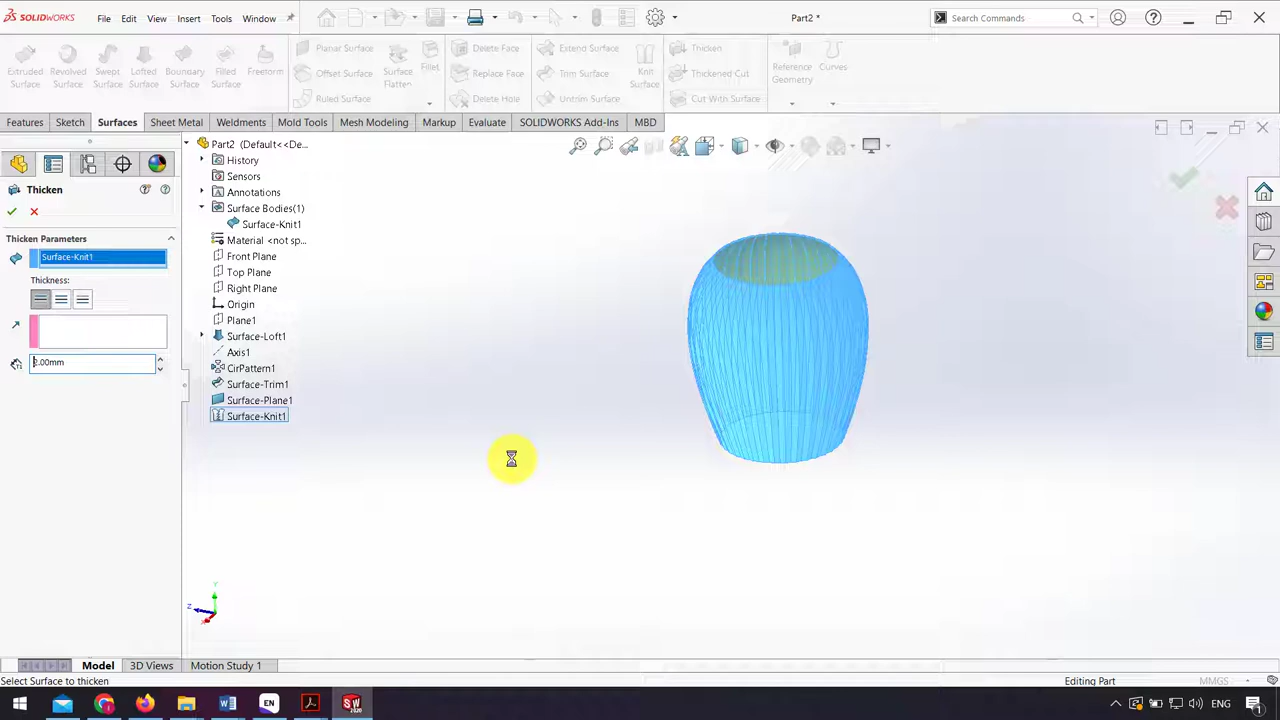 SOLIDWORKS File Edit View Insert Tools Window Part2 * Search Commands
Extruded Surface
Revolved Surface
Swept Surface
Lofted Surface
Boundary Surface
Filled Surface
Freeform
Planar Surface
Offset Surface
Ruled Surface
Surface Flatten
Fillet
Delete Face
Replace Face
Delete Hole
Extend Surface
Trim Surface
Untrim Surface
Knit Surface
Thicken
Thickened Cut
Cut With Surface
Reference Geometry
Curves
Features Sketch Surfaces Sheet Metal Weldments Mold Tools Mesh Modeling Markup Evaluate SOLIDWORKS Add-Ins MBD
Thicken
Thicken Parameters
Surface-Knit1
Thickness:
2.00mm
Part2 (Default<<De...
History
Sensors
Annotations
Surface Bodies(1)
Surface-Knit1
Material <not sp...
Front Plane
Top Plane
Right Plane
Origin
Plane1
Surface-Loft1
Axis1
CirPattern1
Surface-Trim1
Surface-Plane1
Surface-Knit1
Y
Z
X
Model 3D Views Motion Study 1
Select Surface to thicken Editing Part MMGS
EN SW 2020 ENG 1